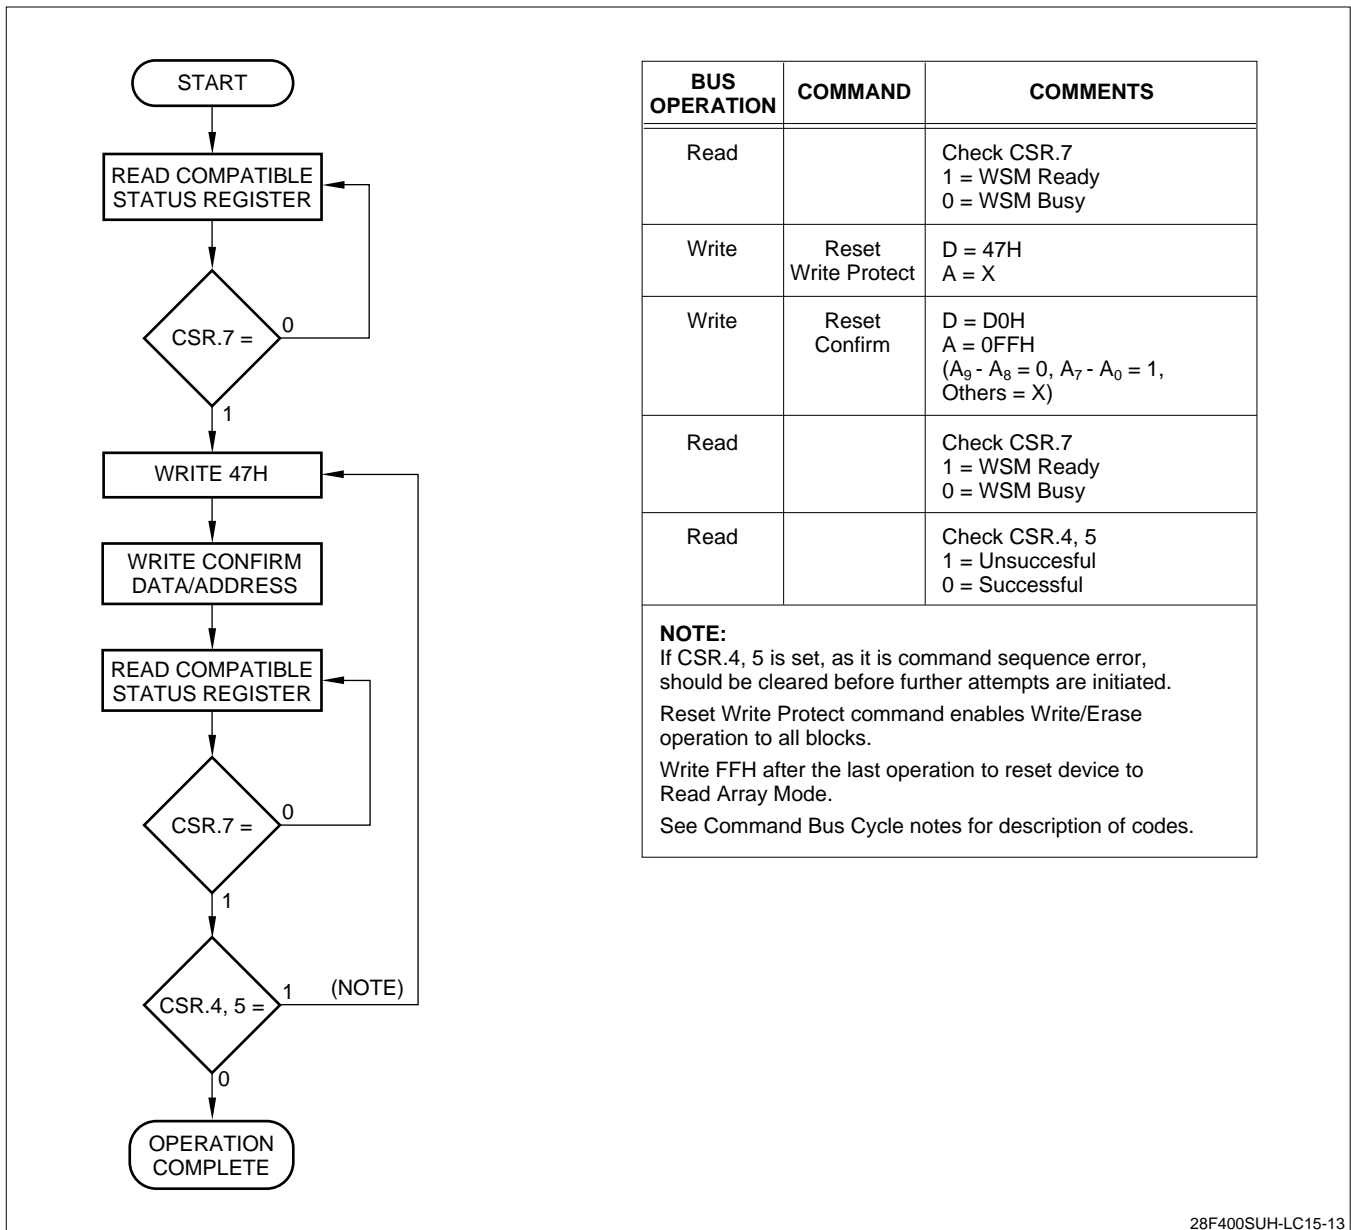 START
READ COMPATIBLE
STATUS REGISTER
CSR.7 =
0
1
WRITE 47H
WRITE CONFIRM
DATA/ADDRESS
READ COMPATIBLE
STATUS REGISTER
CSR.7 =
0
1
CSR.4, 5 =
1
(NOTE)
0
OPERATION
COMPLETE
BUS
OPERATION
COMMAND
COMMENTS
Read
Check CSR.7
1 = WSM Ready
0 = WSM Busy
Write
Reset
Write Protect
D = 47H
A = X
Write
Reset
Confirm
D = D0H
A = 0FFH
(A₉ - A₈ = 0, A₇ - A₀ = 1,
Others = X)
Read
Check CSR.7
1 = WSM Ready
0 = WSM Busy
Read
Check CSR.4, 5
1 = Unsuccesful
0 = Successful
NOTE:
If CSR.4, 5 is set, as it is command sequence error,
should be cleared before further attempts are initiated.
Reset Write Protect command enables Write/Erase
operation to all blocks.
Write FFH after the last operation to reset device to
Read Array Mode.
See Command Bus Cycle notes for description of codes.
28F400SUH-LC15-13